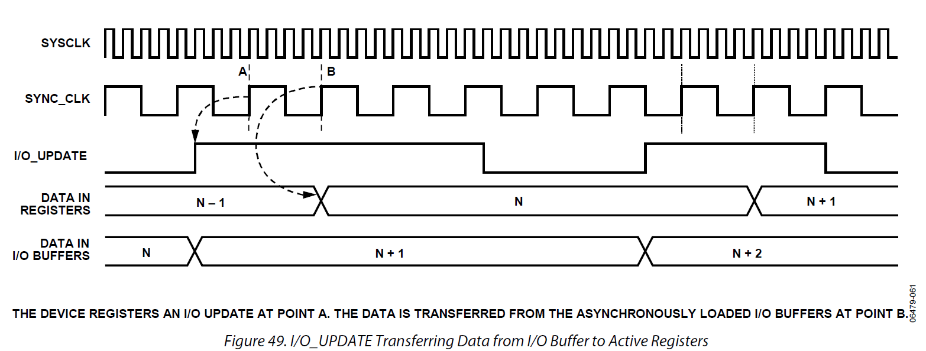 SYSCLK
A
B
SYNC_CLK
I/O_UPDATE
DATA IN
REGISTERS
N – 1
N
N + 1
DATA IN
I/O BUFFERS
N
N + 1
N + 2
06479-061
THE DEVICE REGISTERS AN I/O UPDATE AT POINT A. THE DATA IS TRANSFERRED FROM THE ASYNCHRONOUSLY LOADED I/O BUFFERS AT POINT B.
Figure 49. I/O_UPDATE Transferring Data from I/O Buffer to Active Registers